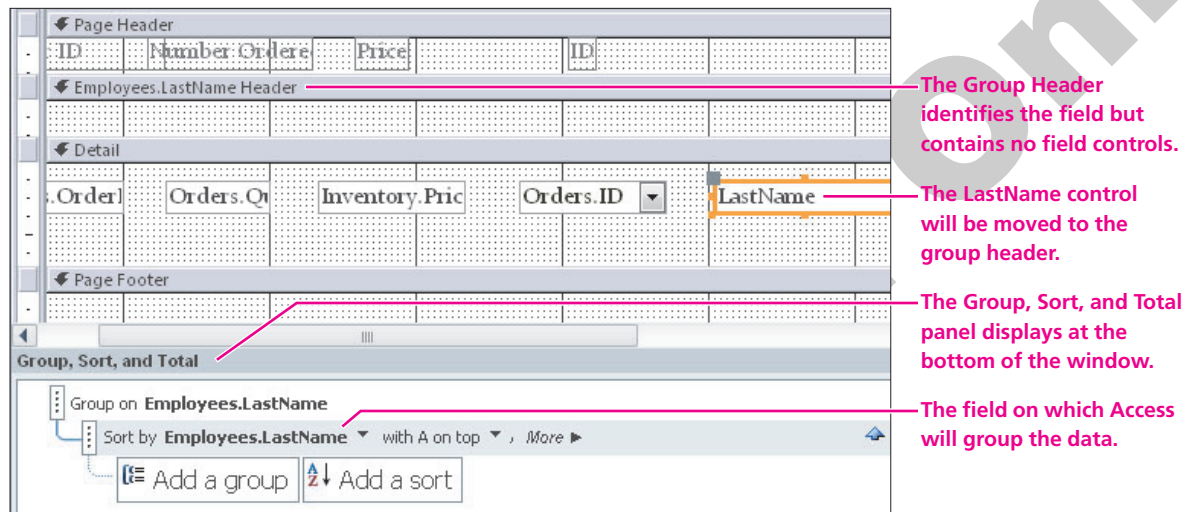 Page Header
ID Number Ordere Price ID
Employees.LastName Header
Detail
s.OrderI Orders.Qu Inventory.Pric Orders.ID LastName
Page Footer
Group, Sort, and Total
Group on Employees.LastName
Sort by Employees.LastName with A on top , More
Add a group Add a sort
The Group Header
identifies the field but
contains no field controls.
The LastName control
will be moved to the
group header.
The Group, Sort, and Total
panel displays at the
bottom of the window.
The field on which Access
will group the data.